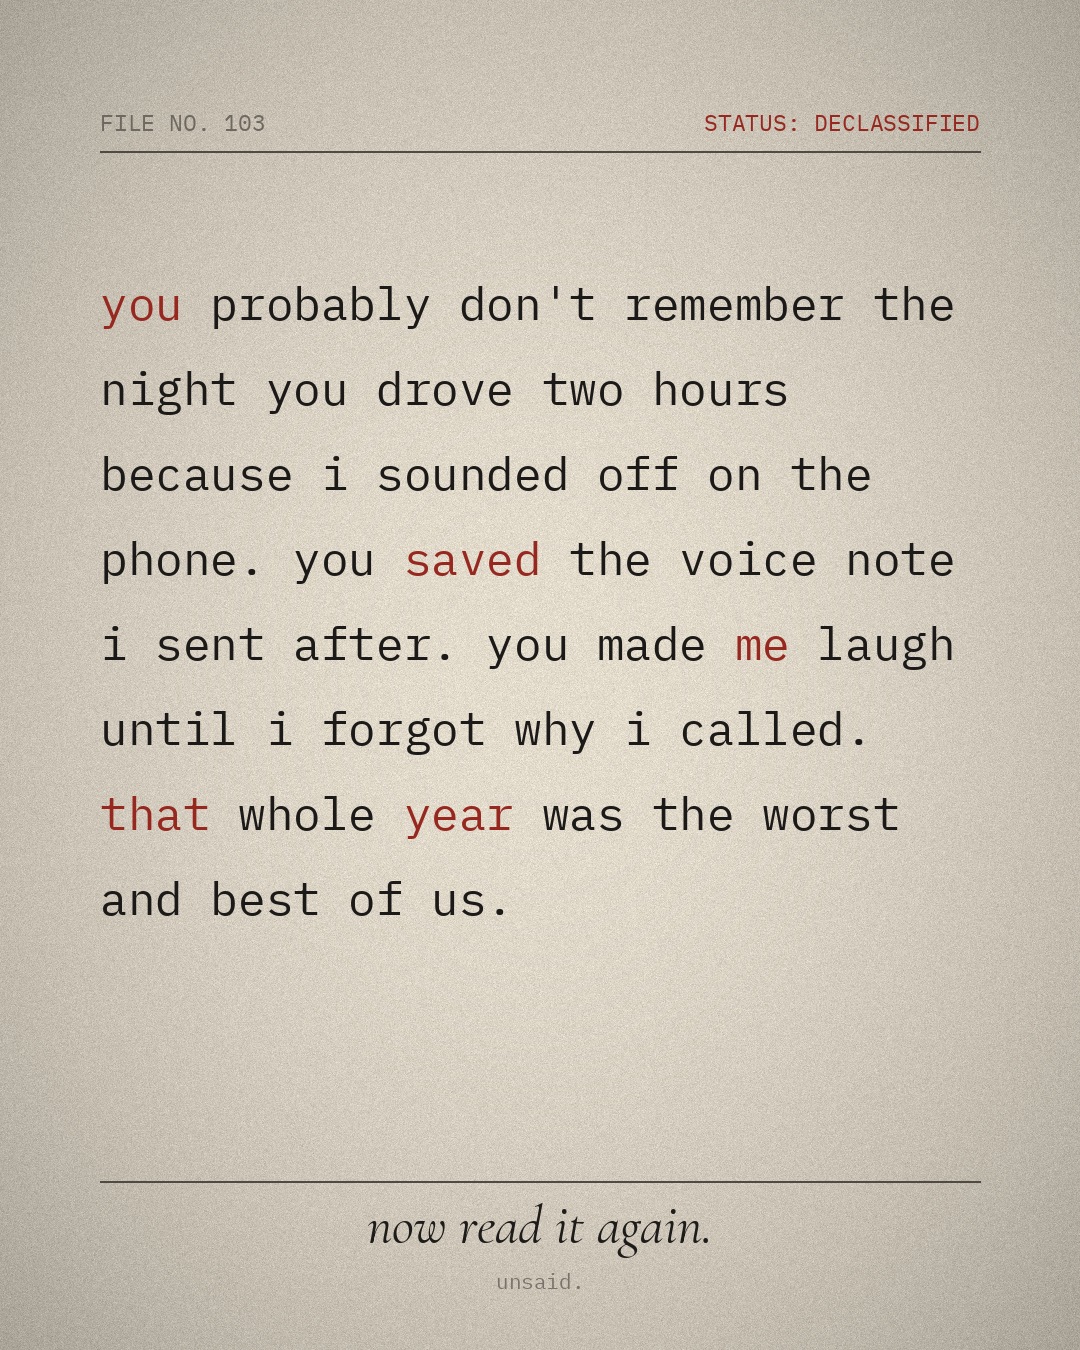 FILE NO. 103
STATUS: DECLASSIFIED
you probably don't remember the
night you drove two hours
because i sounded off on the
phone. you saved the voice note
i sent after. you made me laugh
until i forgot why i called.
that whole year was the worst
and best of us.
now read it again.
unsaid.